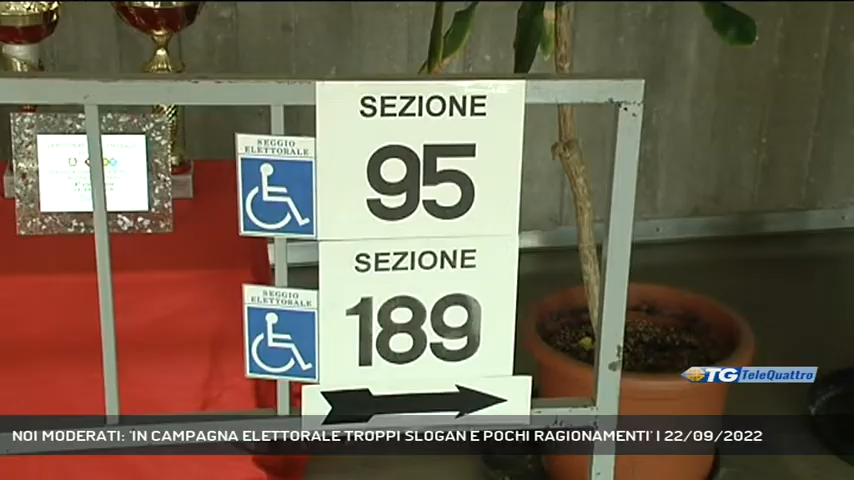 SEZIONE
95
SEGGIO
ELETTORALE
SEZIONE
189
SEGGIO
ELETTORALE
TG TeleQuattro
NOI MODERATI: 'IN CAMPAGNA ELETTORALE TROPPI SLOGAN E POCHI RAGIONAMENTI' | 22/09/2022